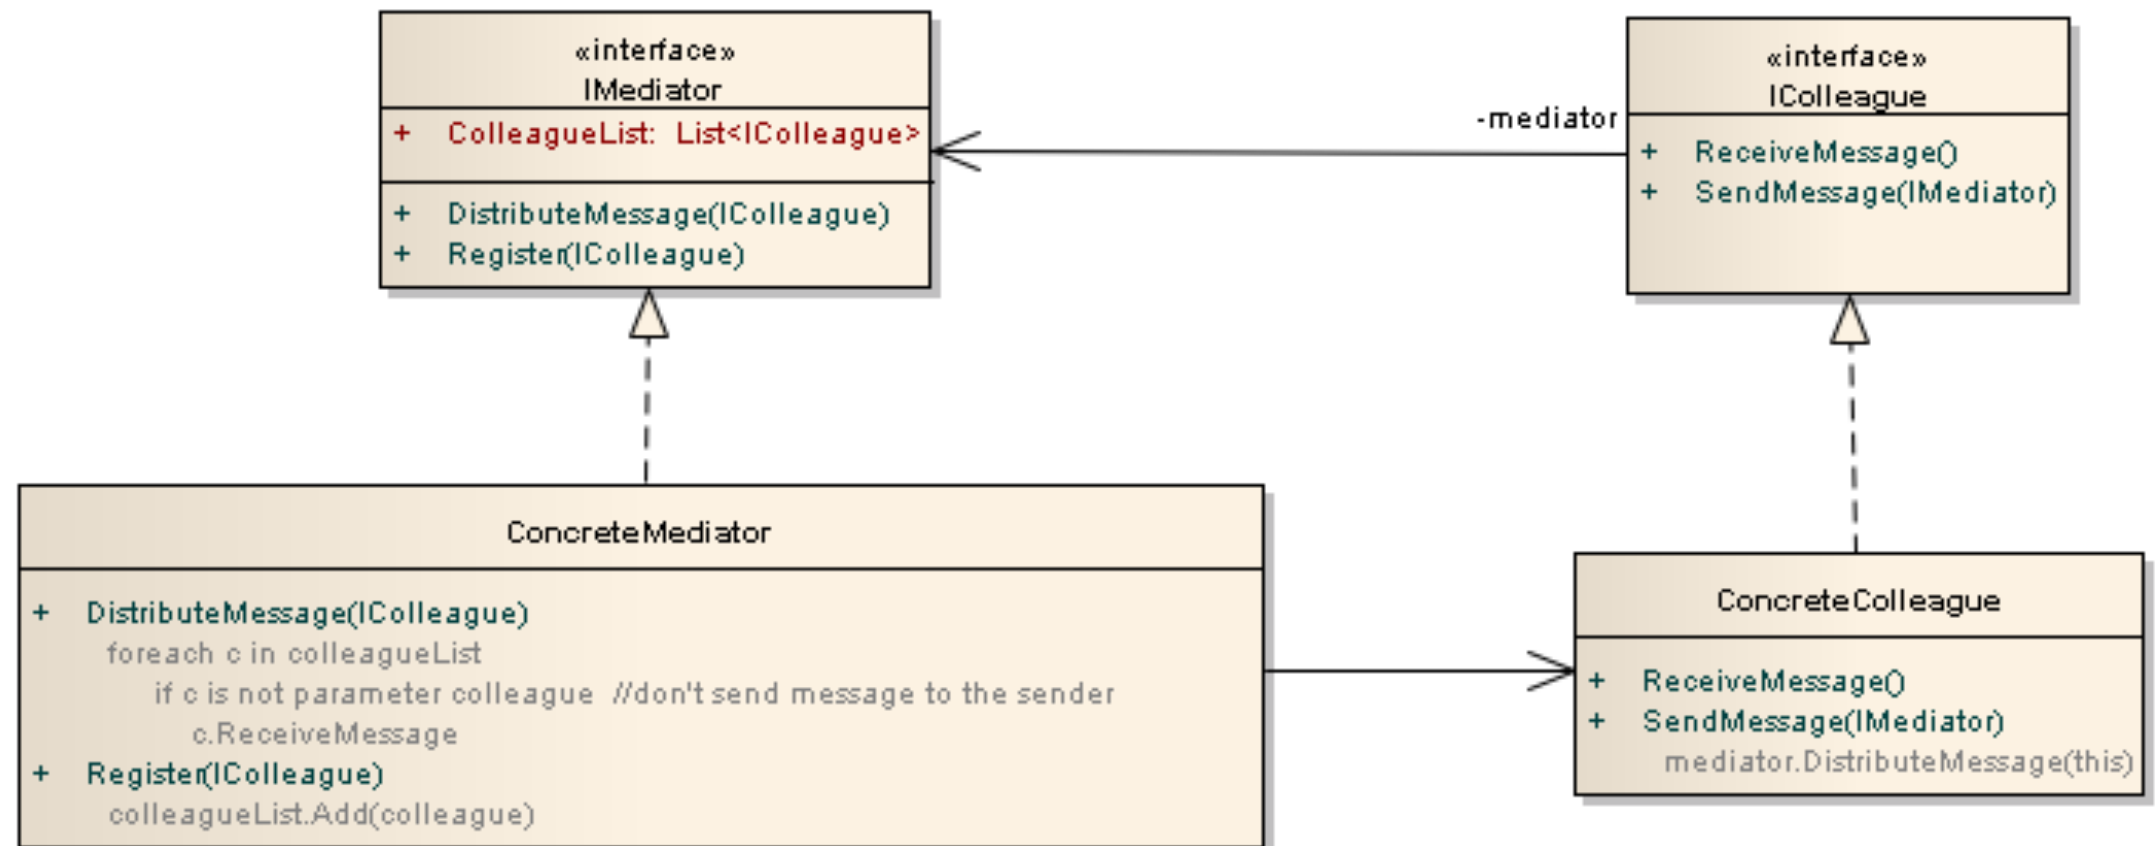 «interface»
IMediator
+ ColleagueList: List<IColleague>
+ DistributeMessage(IColleague)
+ Register(IColleague)
-mediator
«interface»
IColleague
+ ReceiveMessage()
+ SendMessage(IMediator)
ConcreteMediator
+ DistributeMessage(IColleague)
foreach c in colleagueList
if c is not parameter colleague //don't send message to the sender
c.ReceiveMessage
+ Register(IColleague)
colleagueList.Add(colleague)
ConcreteColleague
+ ReceiveMessage()
+ SendMessage(IMediator)
mediator.DistributeMessage(this)